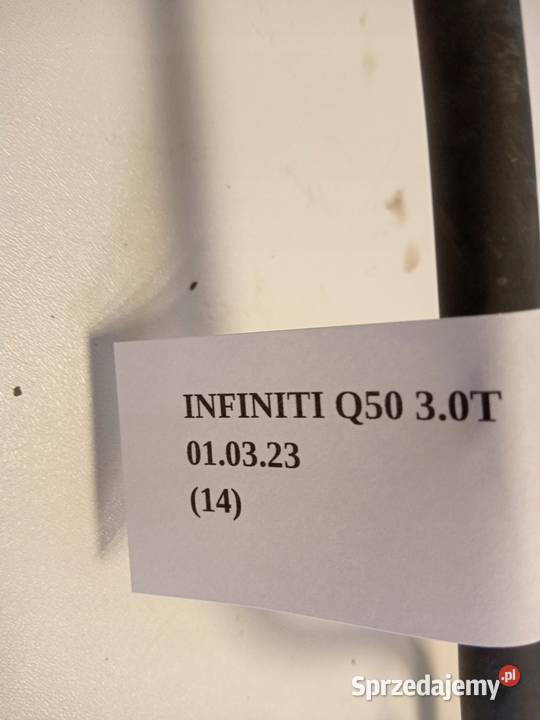 INFINITI Q50 3.0T
01.03.23
(14)
Sprzedajemy.pl